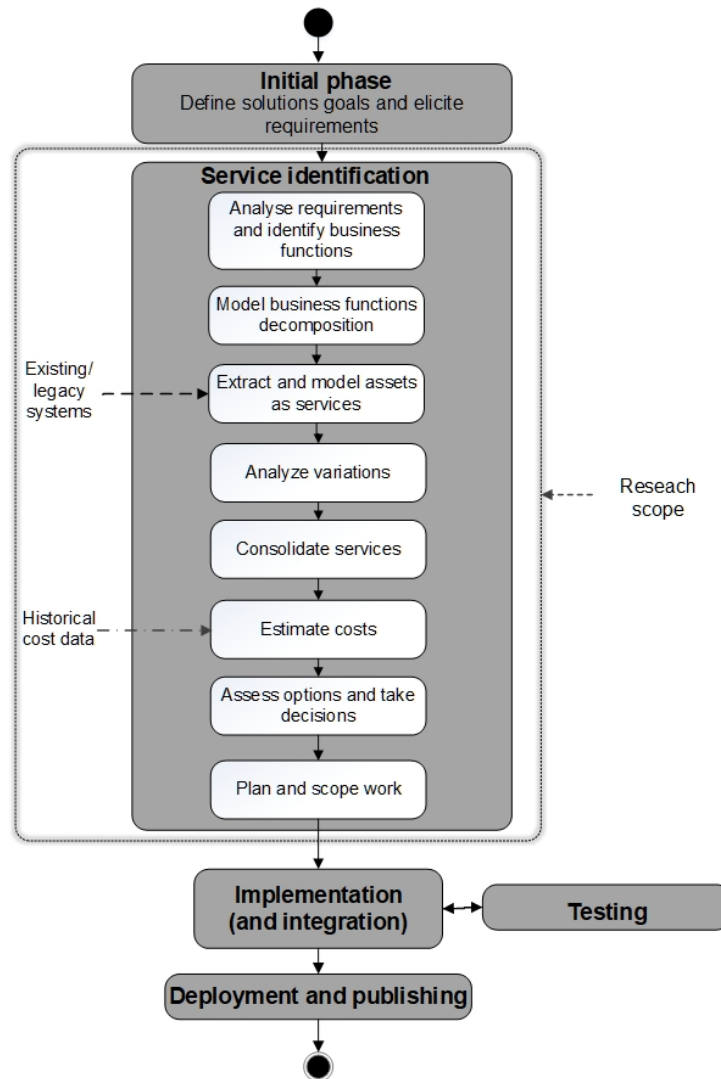 Initial phase
Define solutions goals and elicite
requirements
Service identification
Analyse requirements
and identify business
functions
Model business functions
decomposition
Existing/
legacy
systems
Extract and model assets
as services
Analyze variations
Reseach
scope
Consolidate services
Historical
cost data
Estimate costs
Assess options and take
decisions
Plan and scope work
Implementation
(and integration)
Testing
Deployment and publishing